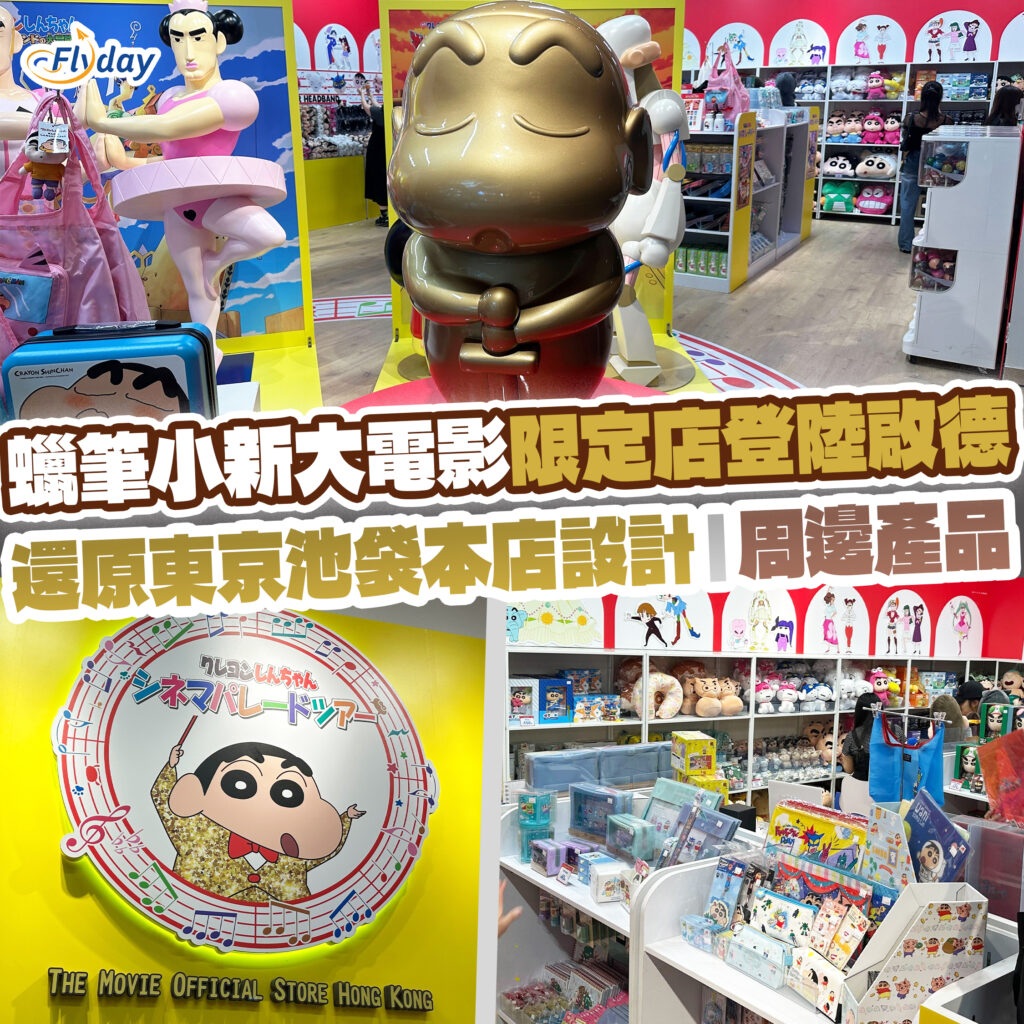 Flyday
HEADBAND
CRAYON SHINCHAN
蠟筆小新大電影限定店登陸啟德
還原東京池袋本店設計 | 周邊產品
クレヨンしんちゃん
シネマパレードツアー
THE MOVIE OFFICIAL STORE HONG KONG